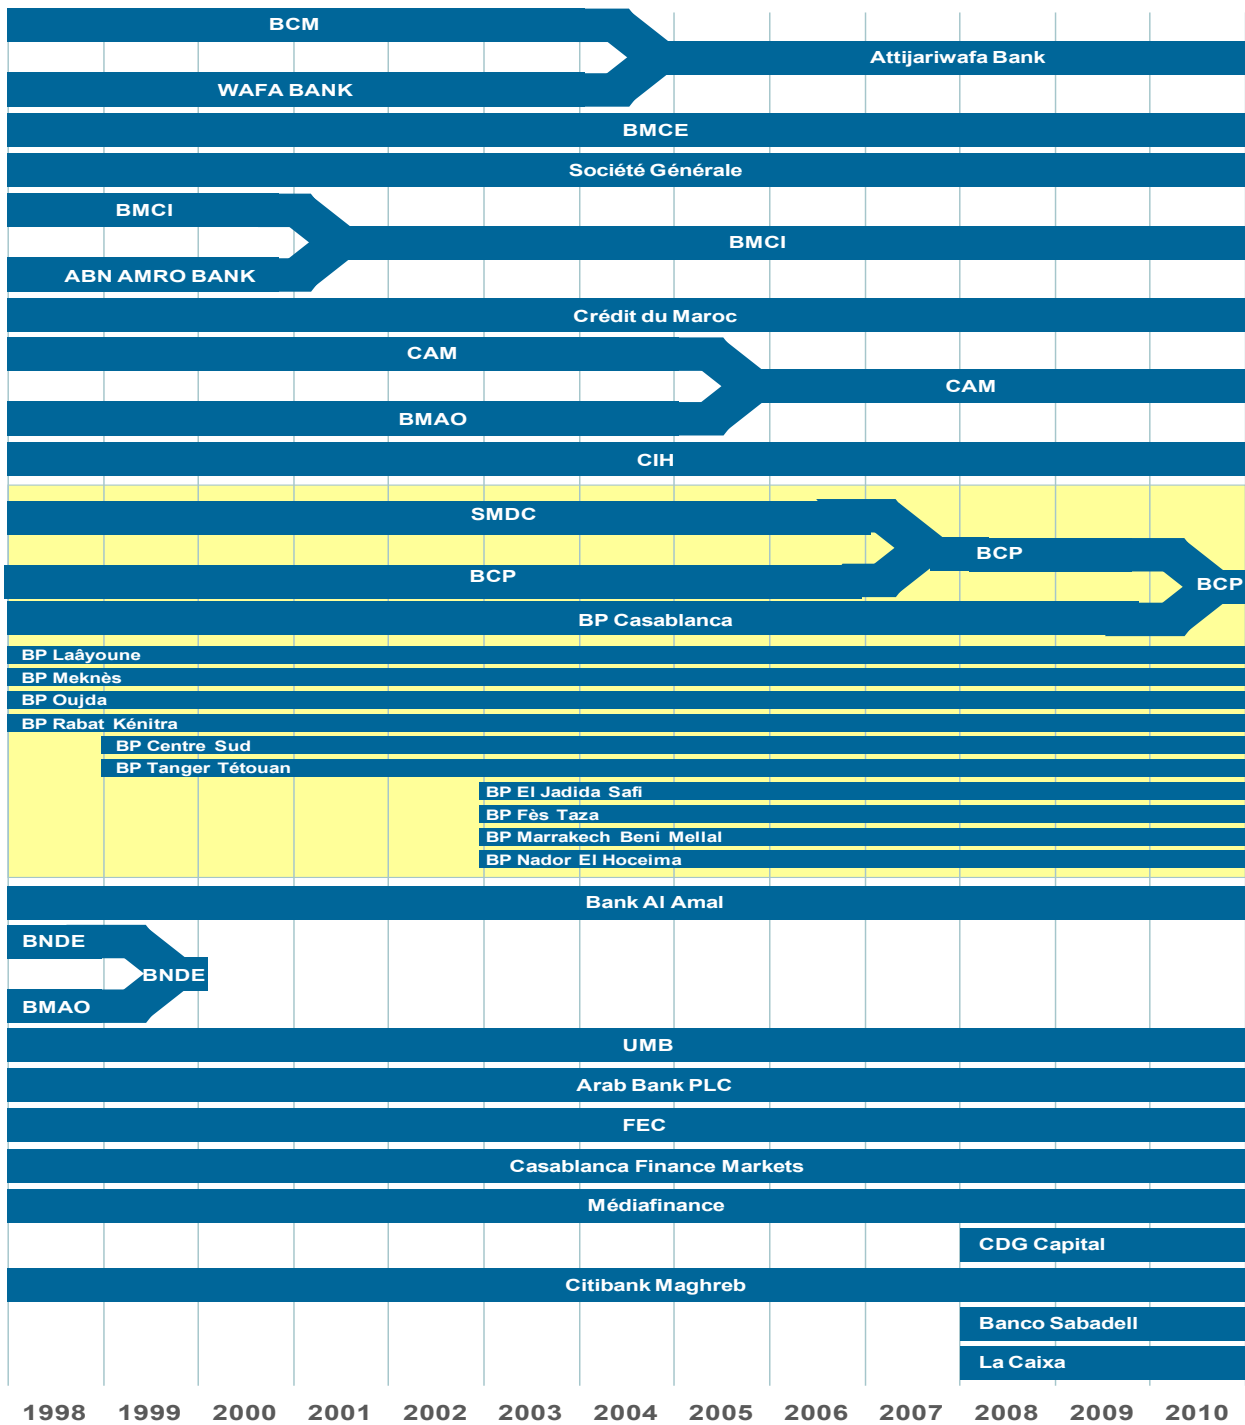 BCM
Attijariwafa Bank
WAFA BANK
BMCE
Société Générale
BMCI
BMCI
ABN AMRO BANK
Crédit du Maroc
CAM
CAM
BMAO
CIH
SMDC
BCP
BCP
BCP
BP Casablanca
BP Laâyoune
BP Meknès
BP Oujda
BP Rabat Kénitra
BP Centre Sud
BP Tanger Tétouan
BP El Jadida Safi
BP Fès Taza
BP Marrakech Beni Mellal
BP Nador El Hoceima
Bank Al Amal
BNDE
BNDE
BMAO
UMB
Arab Bank PLC
FEC
Casablanca Finance Markets
Médiafinance
CDG Capital
Citibank Maghreb
Banco Sabadell
La Caixa
1998 1999 2000 2001 2002 2003 2004 2005 2006 2007 2008 2009 2010